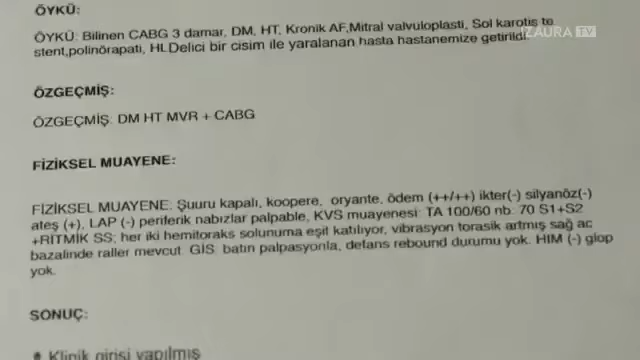 ÖYKÜ:
IZAURA TV
ÖYKÜ: Bilinen CABG 3 damar, DM, HT, Kronik AF,Mitral valvuloplasti, Sol karotis te
stent,polinörapati, HLDelici bir cisim ile yaralanan hasta hastanemize getirildi.
ÖZGEÇMİŞ:
ÖZGEÇMİŞ: DM HT MVR + CABG
FİZİKSEL MUAYENE:
FİZİKSEL MUAYENE: Şuuru kapalı, koopere, oryante, ödem (++/++) ikter(-) silyanöz(-)
ateş (+), LAP (-) periferik nabızlar palpable, KVS muayenesi: TA 100/60 nb: 70 S1+S2
+RİTMİK SS; her iki hemitoraks solunuma eşit katılıyor, vibrasyon torasik artmış sağ ac
bazalinde raller mevcut. GİS: batın palpasyonla, defans rebound durumu yok. HIM (-) glop
yok.
SONUÇ:
• Klinik girişi yapılmış